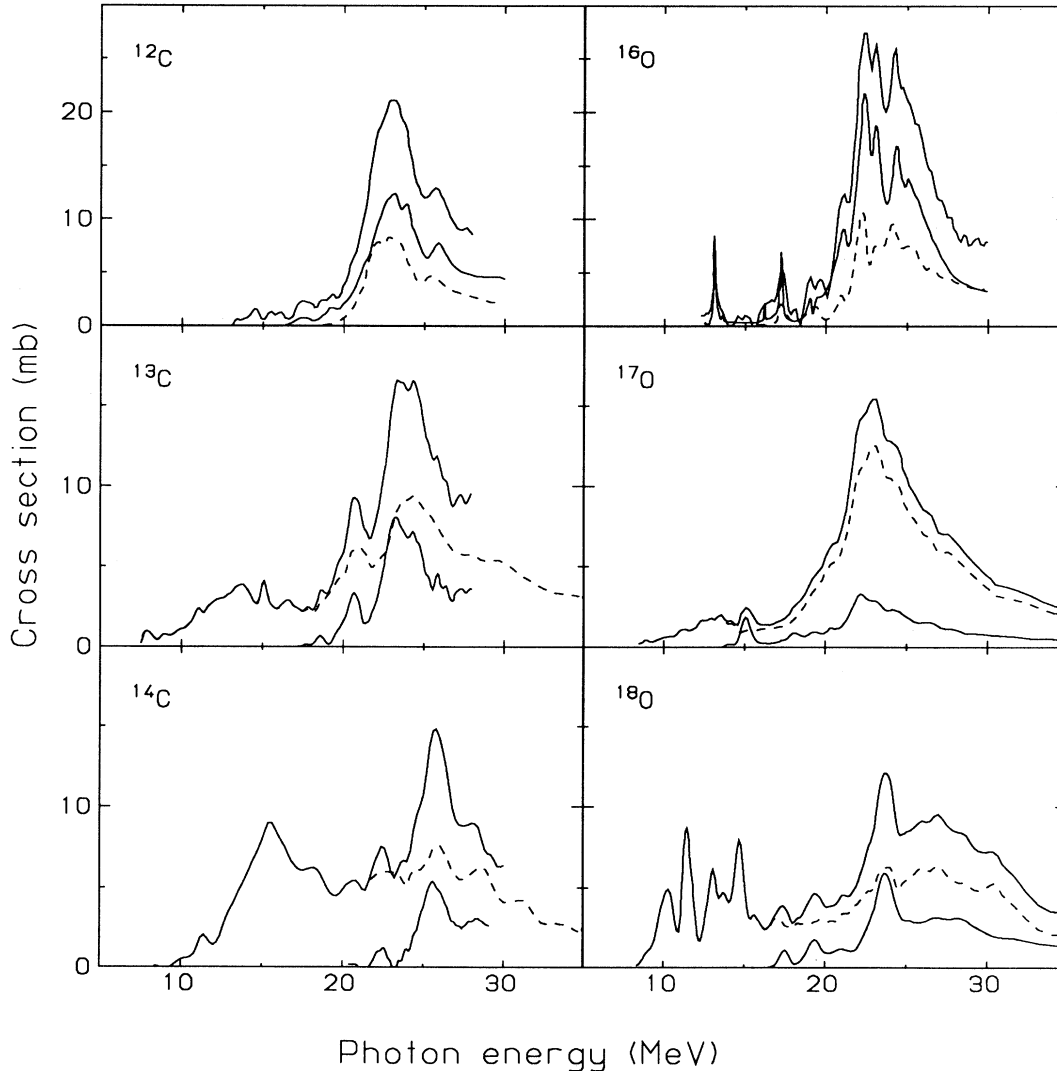 ¹²C
¹⁶O
20
10
0
¹³C
¹⁷O
10
0
¹⁴C
¹⁸O
10
0
10 20 30 10 20 30
Cross section (mb)
Photon energy (MeV)